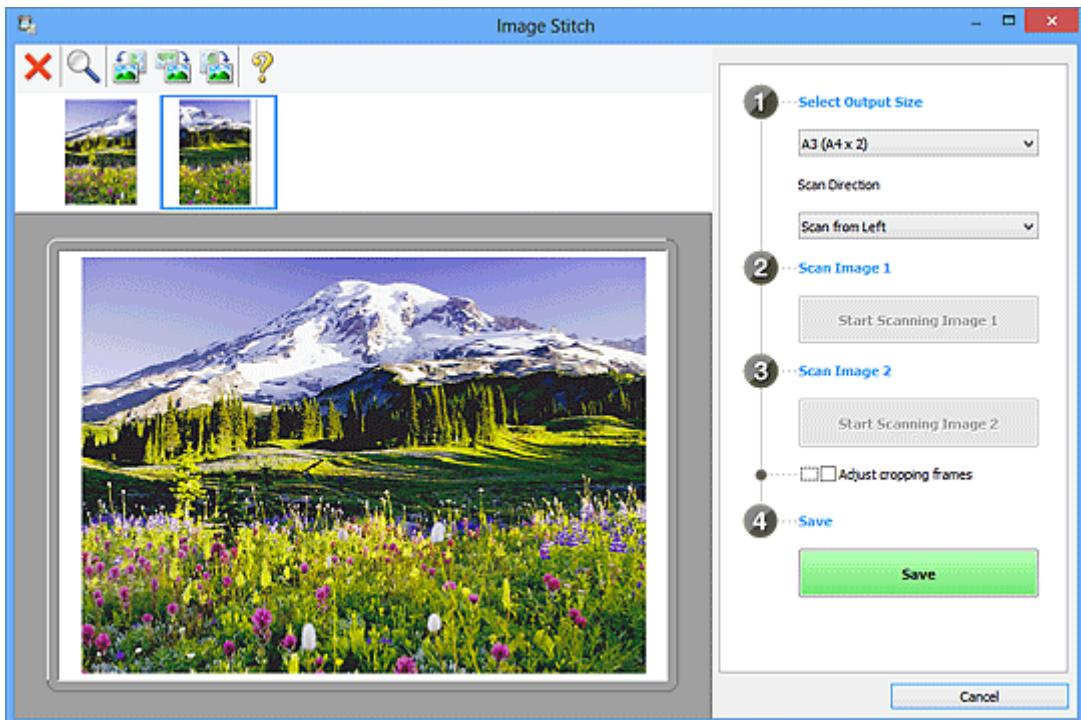 Image Stitch
1
Select Output Size
A3 (A4 x 2)
Scan Direction
Scan from Left
2
Scan Image 1
Start Scanning Image 1
3
Scan Image 2
Start Scanning Image 2
Adjust cropping frames
4
Save
Save
Cancel